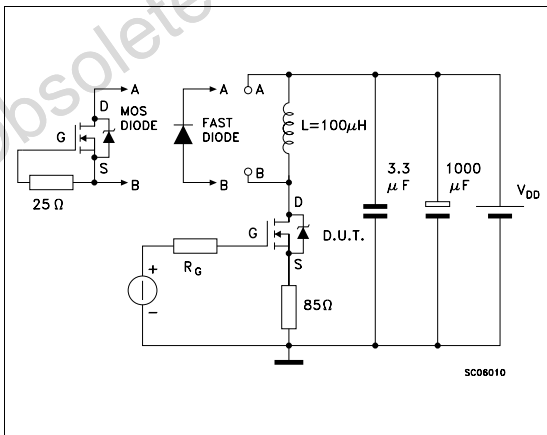 obsolete
A
D
MOS
DIODE
G
S
B
25 Ω
A
FAST
DIODE
B
A
L=100μH
B
D
G
D.U.T.
S
RG
+
−
85Ω
3.3
μF
1000
μF
VDD
SC06010